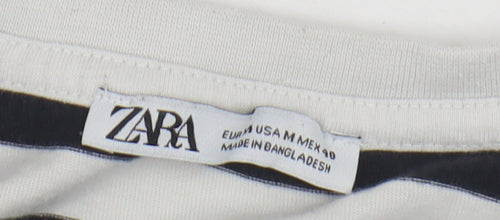 ZARA
EUR M USA M MEX 40
MADE IN BANGLADESH